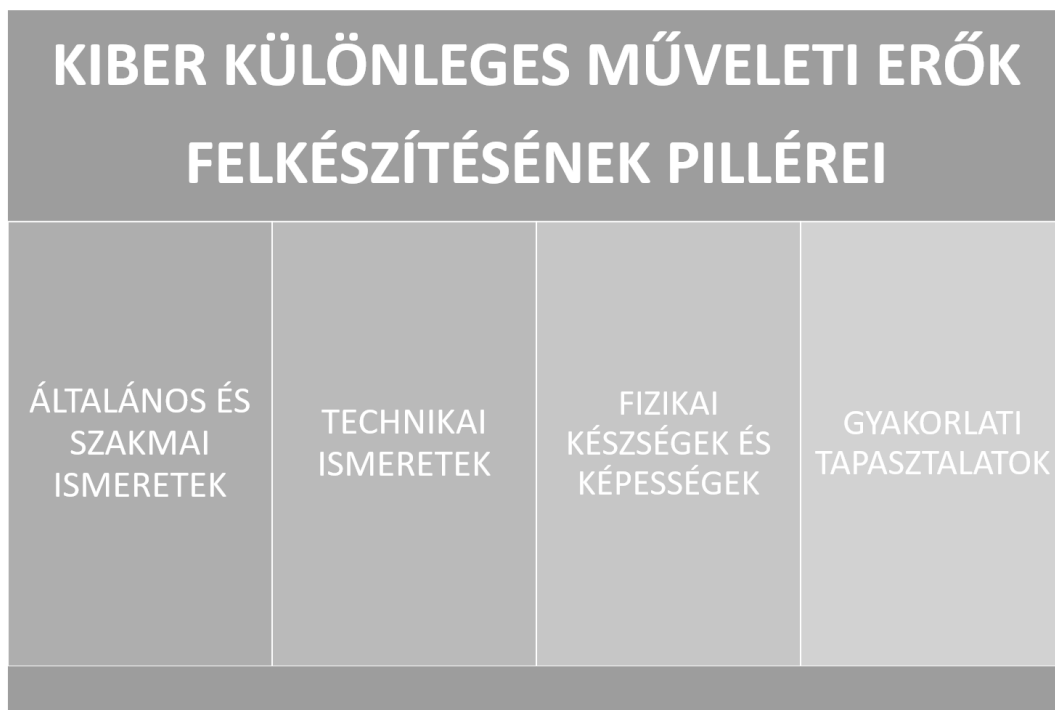 KIBER KÜLÖNLEGES MŰVELETI ERŐK
FELKÉSZÍTÉSÉNEK PILLÉREI
ÁLTALÁNOS ÉS
SZAKMAI
ISMERETEK
TECHNIKAI
ISMERETEK
FIZIKAI
KÉSZSÉGEK ÉS
KÉPESSÉGEK
GYAKORLATI
TAPASZTALATOK